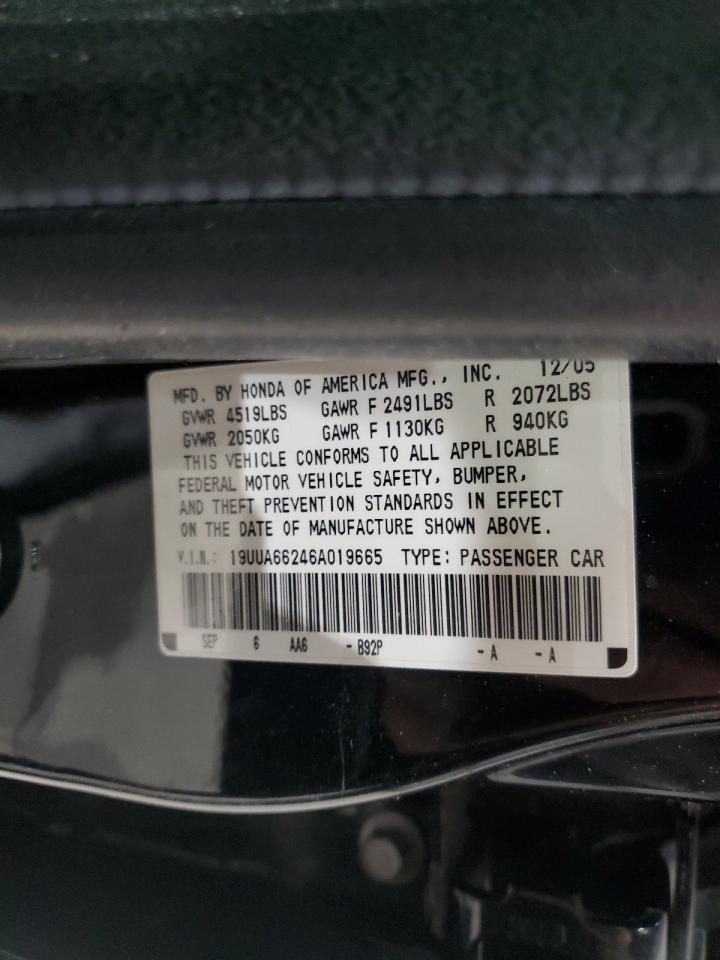 MFD. BY HONDA OF AMERICA MFG., INC. 12/05
GVWR 4519LBS GAWR F 2491LBS R 2072LBS
GVWR 2050KG GAWR F 1130KG R 940KG
THIS VEHICLE CONFORMS TO ALL APPLICABLE
FEDERAL MOTOR VEHICLE SAFETY, BUMPER,
AND THEFT PREVENTION STANDARDS IN EFFECT
ON THE DATE OF MANUFACTURE SHOWN ABOVE.
V.I.N.: 19UUA66246A019665 TYPE: PASSENGER CAR
SEP 6 AA6 - B92P - A - A